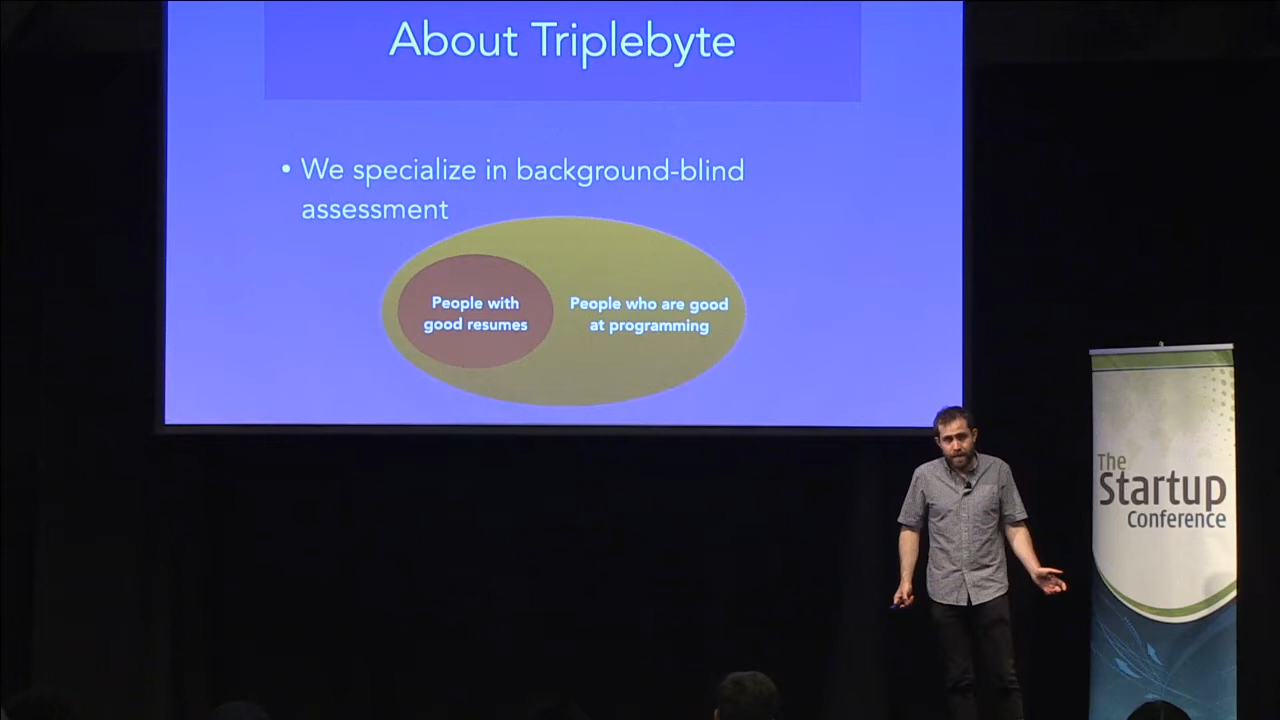 About Triplebyte
• We specialize in background-blind
assessment
People with
good resumes
People who are good
at programming
The
Startup
Conference